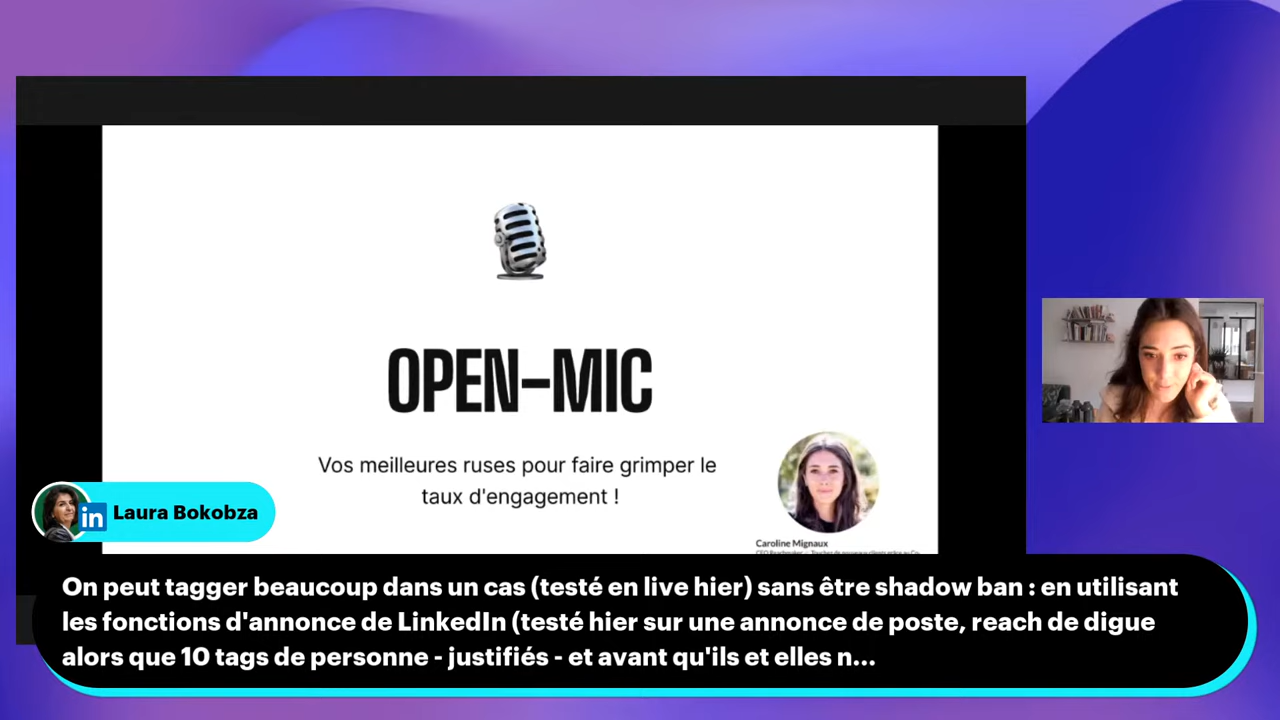 OPEN-MIC
Vos meilleures ruses pour faire grimper le
taux d'engagement !
Caroline Mignaux
in Laura Bokobza
On peut tagger beaucoup dans un cas (testé en live hier) sans être shadow ban : en utilisant
les fonctions d'annonce de LinkedIn (testé hier sur une annonce de poste, reach de digue
alors que 10 tags de personne - justifiés - et avant qu'ils et elles n...